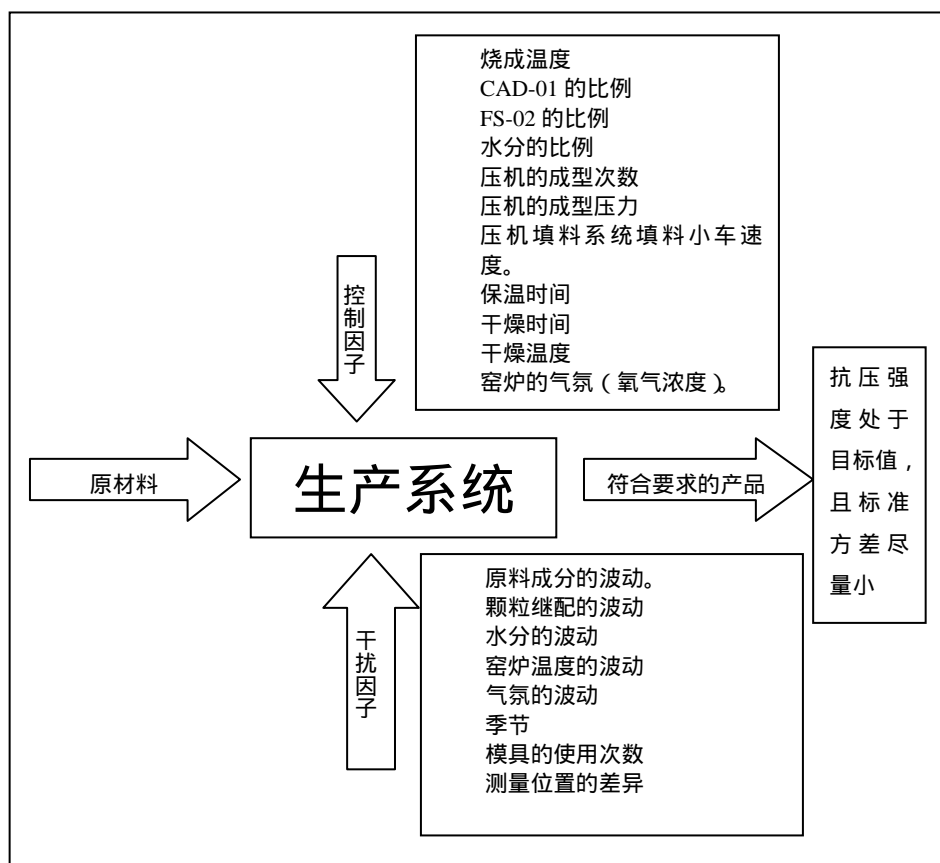 烧成温度
CAD-01 的比例
FS-02 的比例
水分的比例
压机的成型次数
压机的成型压力
压机填料系统填料小车速
度。
保温时间
干燥时间
干燥温度
窑炉的气氛（氧气浓度）。
控制因子
原材料
生产系统
符合要求的产品
抗压强
度处于
目标值，
且标准
方差尽
量小
干扰因子
原料成分的波动。
颗粒继配的波动
水分的波动
窑炉温度的波动
气氛的波动
季节
模具的使用次数
测量位置的差异